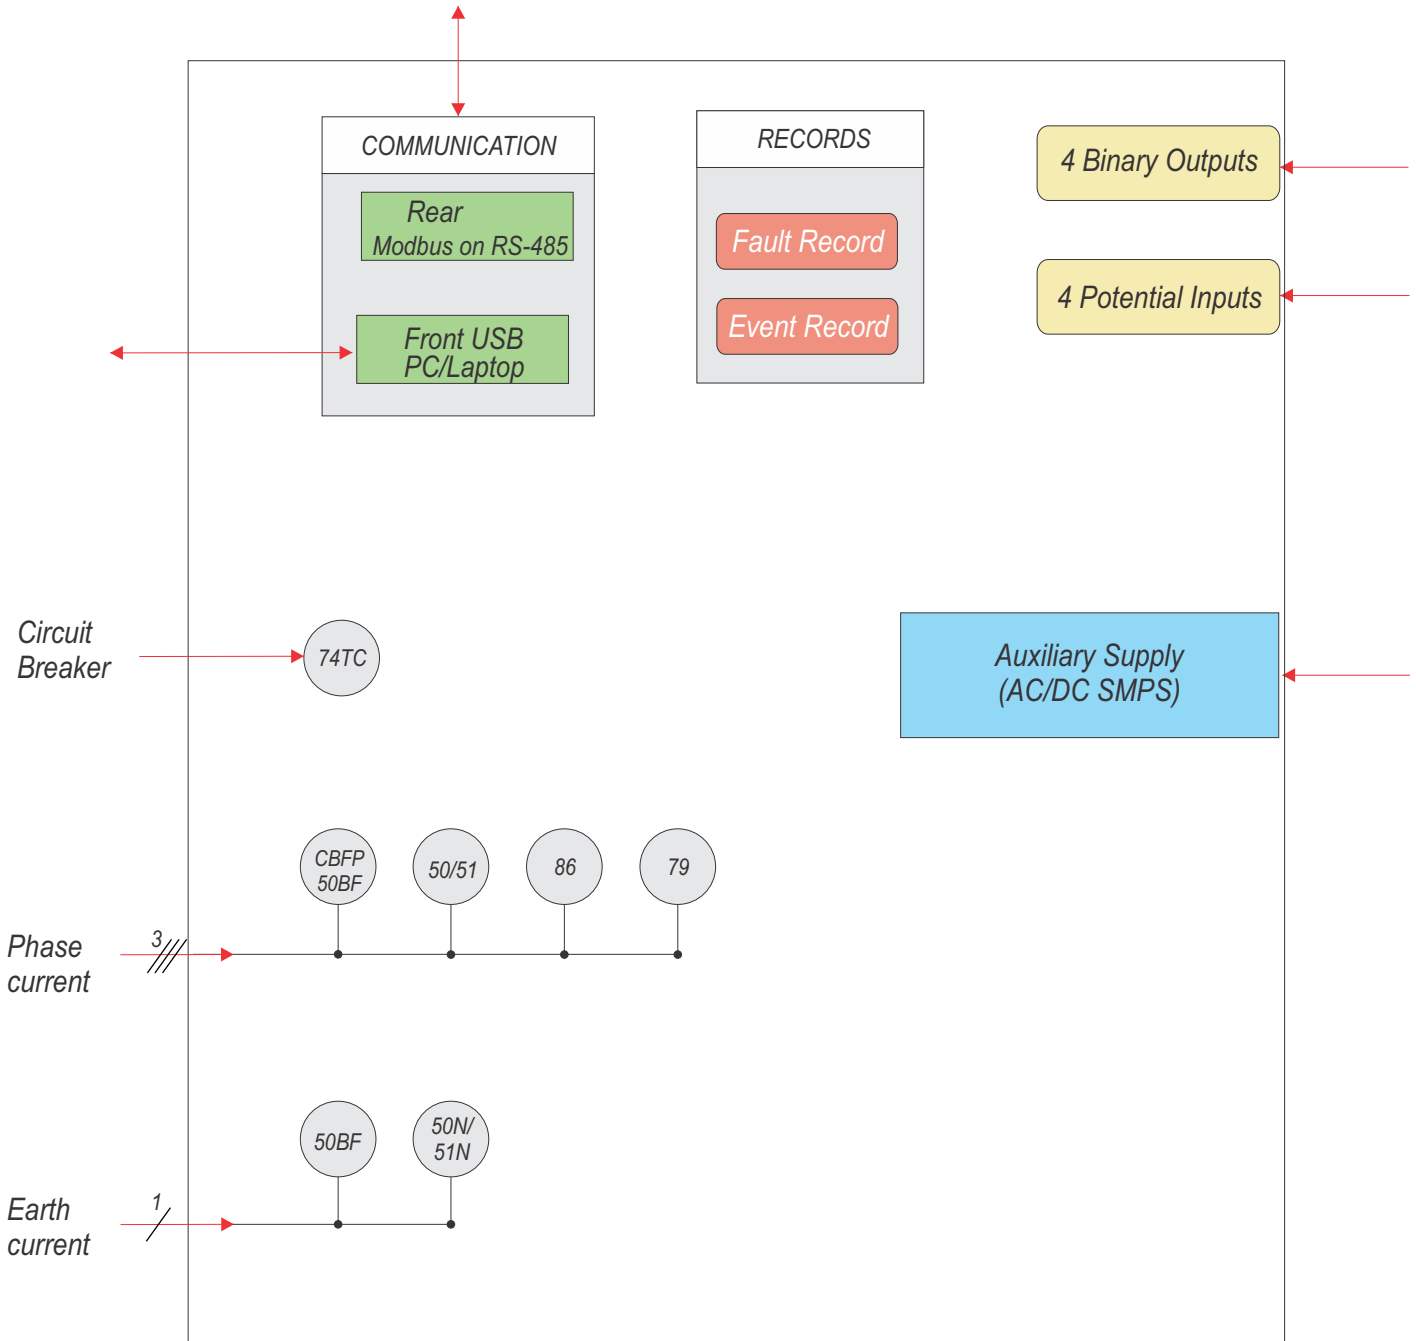 COMMUNICATION
Rear
Modbus on RS-485
Front USB
PC/Laptop
RECORDS
Fault Record
Event Record
4 Binary Outputs
4 Potential Inputs
Circuit
Breaker
74TC
Auxiliary Supply
(AC/DC SMPS)
CBFP
50BF
50/51
86
79
Phase
current
3
50BF
50N/
51N
Earth
current
1